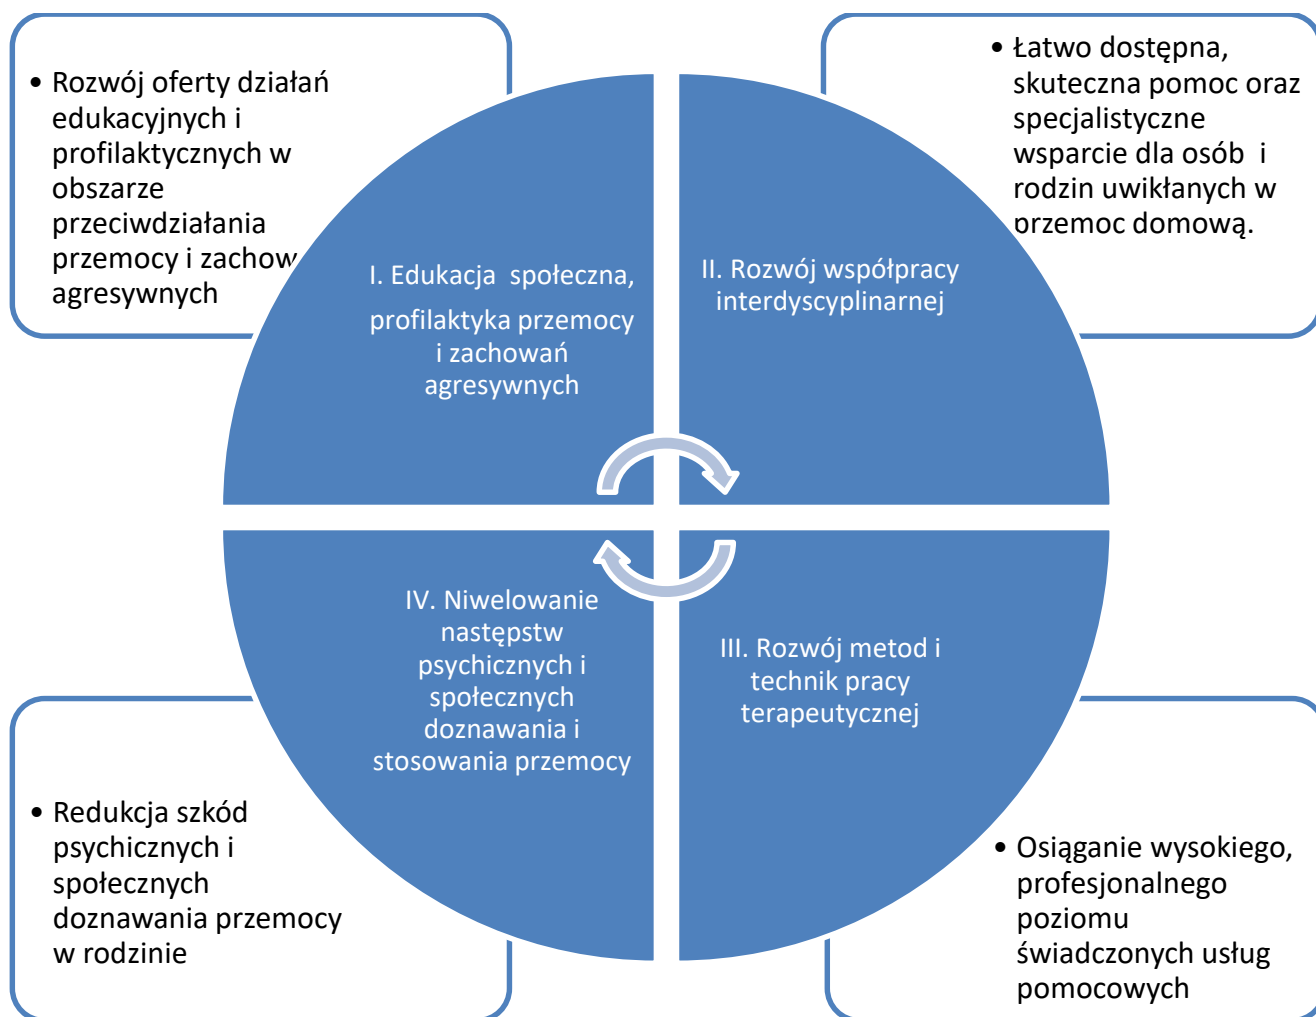 • Rozwój oferty działań
edukacyjnych i
profilaktycznych w
obszarze
przeciwdziałania
przemocy i zachow
agresywnych
• Łatwo dostępna,
skuteczna pomoc oraz
specjalistyczne
wsparcie dla osób i
rodzin uwikłanych w
przemoc domową.
I. Edukacja społeczna,
profilaktyka przemocy
i zachowań
agresywnych
II. Rozwój współpracy
interdyscyplinarnej
IV. Niwelowanie
następstw
psychicznych i
społecznych
doznawania i
stosowania przemocy
III. Rozwój metod i
technik pracy
terapeutycznej
• Redukcja szkód
psychicznych i
społecznych
doznawania przemocy
w rodzinie
• Osiąganie wysokiego,
profesjonalnego
poziomu
świadczonych usług
pomocowych